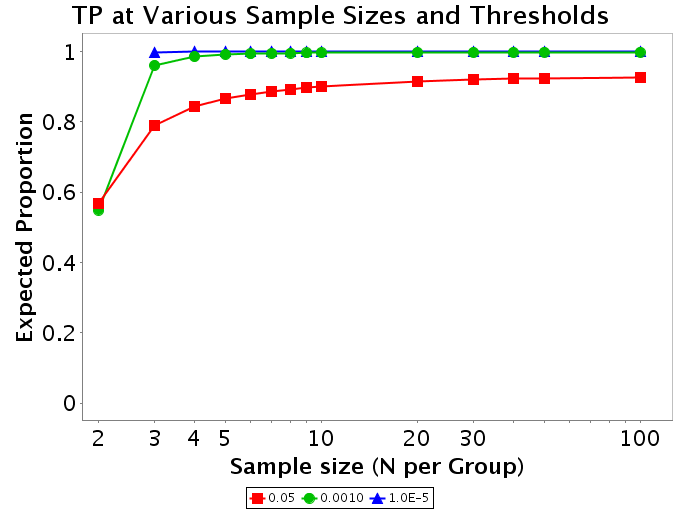 TP at Various Sample Sizes and Thresholds
Expected Proportion
1
0.8
0.6
0.4
0.2
0
2 3 4 5 10 20 30 100
Sample size (N per Group)
0.05 0.0010 1.0E-5